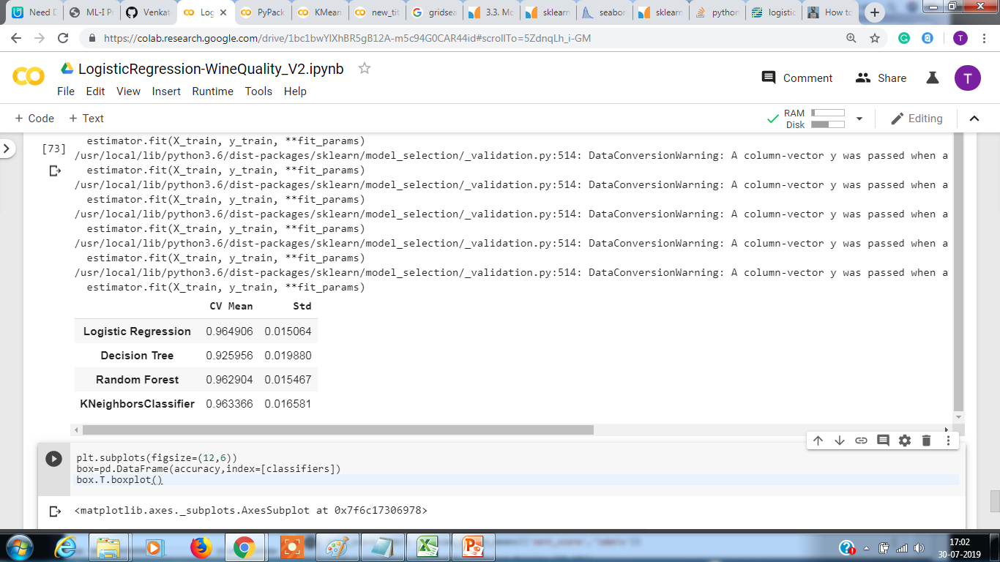 Need D
ML-I Pr
Venkat
Log
PyPack
KMean
new_tit
gridsea
3.3. Mo
sklearn
seabor
sklearn
python
logistic
How to
https://colab.research.google.com/drive/1bc1bwYIXhBR5gB12A-m5c94G0CAR44id#scrollTo=5ZdnqLh_i-GM
T
LogisticRegression-WineQuality_V2.ipynb
Comment
Share
T
File Edit View Insert Runtime Tools Help
+ Code + Text
RAM
Disk
Editing
estimator.fit(X_train, y_train, **fit_params)
[73]
/usr/local/lib/python3.6/dist-packages/sklearn/model_selection/_validation.py:514: DataConversionWarning: A column-vector y was passed when a
estimator.fit(X_train, y_train, **fit_params)
/usr/local/lib/python3.6/dist-packages/sklearn/model_selection/_validation.py:514: DataConversionWarning: A column-vector y was passed when a
estimator.fit(X_train, y_train, **fit_params)
/usr/local/lib/python3.6/dist-packages/sklearn/model_selection/_validation.py:514: DataConversionWarning: A column-vector y was passed when a
estimator.fit(X_train, y_train, **fit_params)
/usr/local/lib/python3.6/dist-packages/sklearn/model_selection/_validation.py:514: DataConversionWarning: A column-vector y was passed when a
estimator.fit(X_train, y_train, **fit_params)
/usr/local/lib/python3.6/dist-packages/sklearn/model_selection/_validation.py:514: DataConversionWarning: A column-vector y was passed when a
estimator.fit(X_train, y_train, **fit_params)
CV Mean Std
Logistic Regression 0.964906 0.015064
Decision Tree 0.925956 0.019880
Random Forest 0.962904 0.015467
KNeighborsClassifier 0.963366 0.016581
plt.subplots(figsize=(12,6))
box=pd.DataFrame(accuracy,index=[classifiers])
box.T.boxplot()
<matplotlib.axes._subplots.AxesSubplot at 0x7f6c17306978>
17:02
30-07-2019